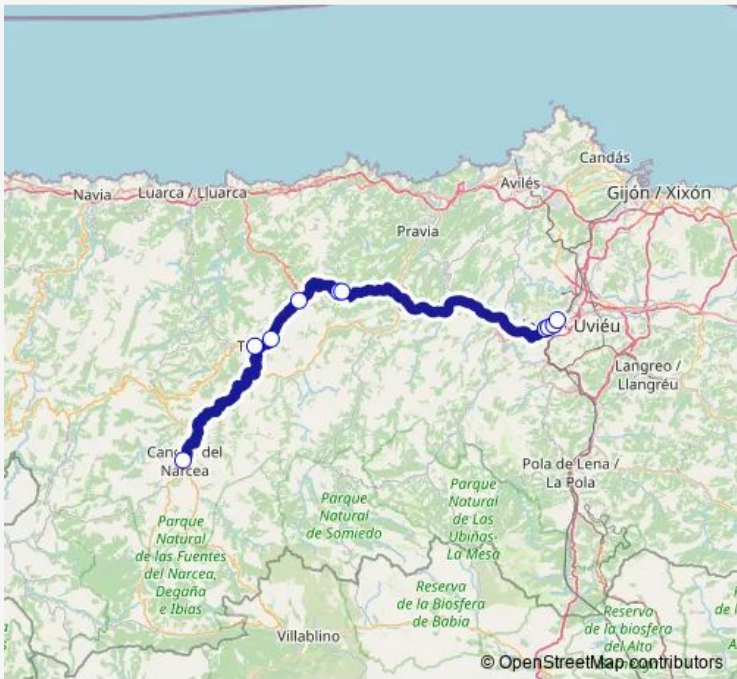 Candás
Avilés
Navia
Luarca / Lluarca
Gijón / Xixón
Pravia
Uviéu
Langreo /
Llangréu
Pola de Lena /
La Pola
del
Narcea
Parque
Natural
de Somiedo
Parque
Natural
de Los
Ubiñas-
La Mesa
Parque
Natural
de las Fuentes
del Narcea,
Degaña
e Ibias
Reserva
de la Biosfera
de Babia
Villablino
Reserva
de la biosfera
del Alto
© OpenStreetMap contributors